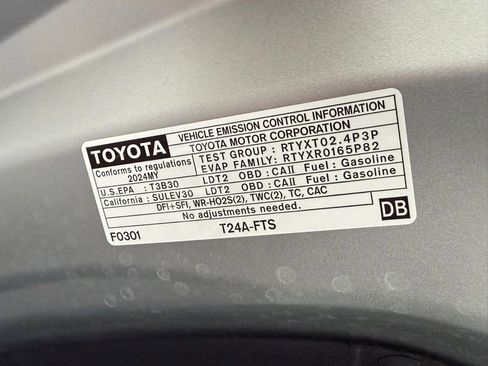 TOYOTA
VEHICLE EMISSION CONTROL INFORMATION
TOYOTA MOTOR CORPORATION
Conforms to regulations
2024MY
TEST GROUP : RTYXT02.4P3P
EVAP FAMILY: RTYXR0165P82
U.S.EPA : T3B30 LDT2 OBD : CAII Fuel : Gasoline
California : SULEV30 LDT2 OBD : CAII Fuel : Gasoline
DFI+SFI, WR-HO2S(2), TWC(2), TC, CAC
No adjustments needed.
F0301
T24A-FTS
DB